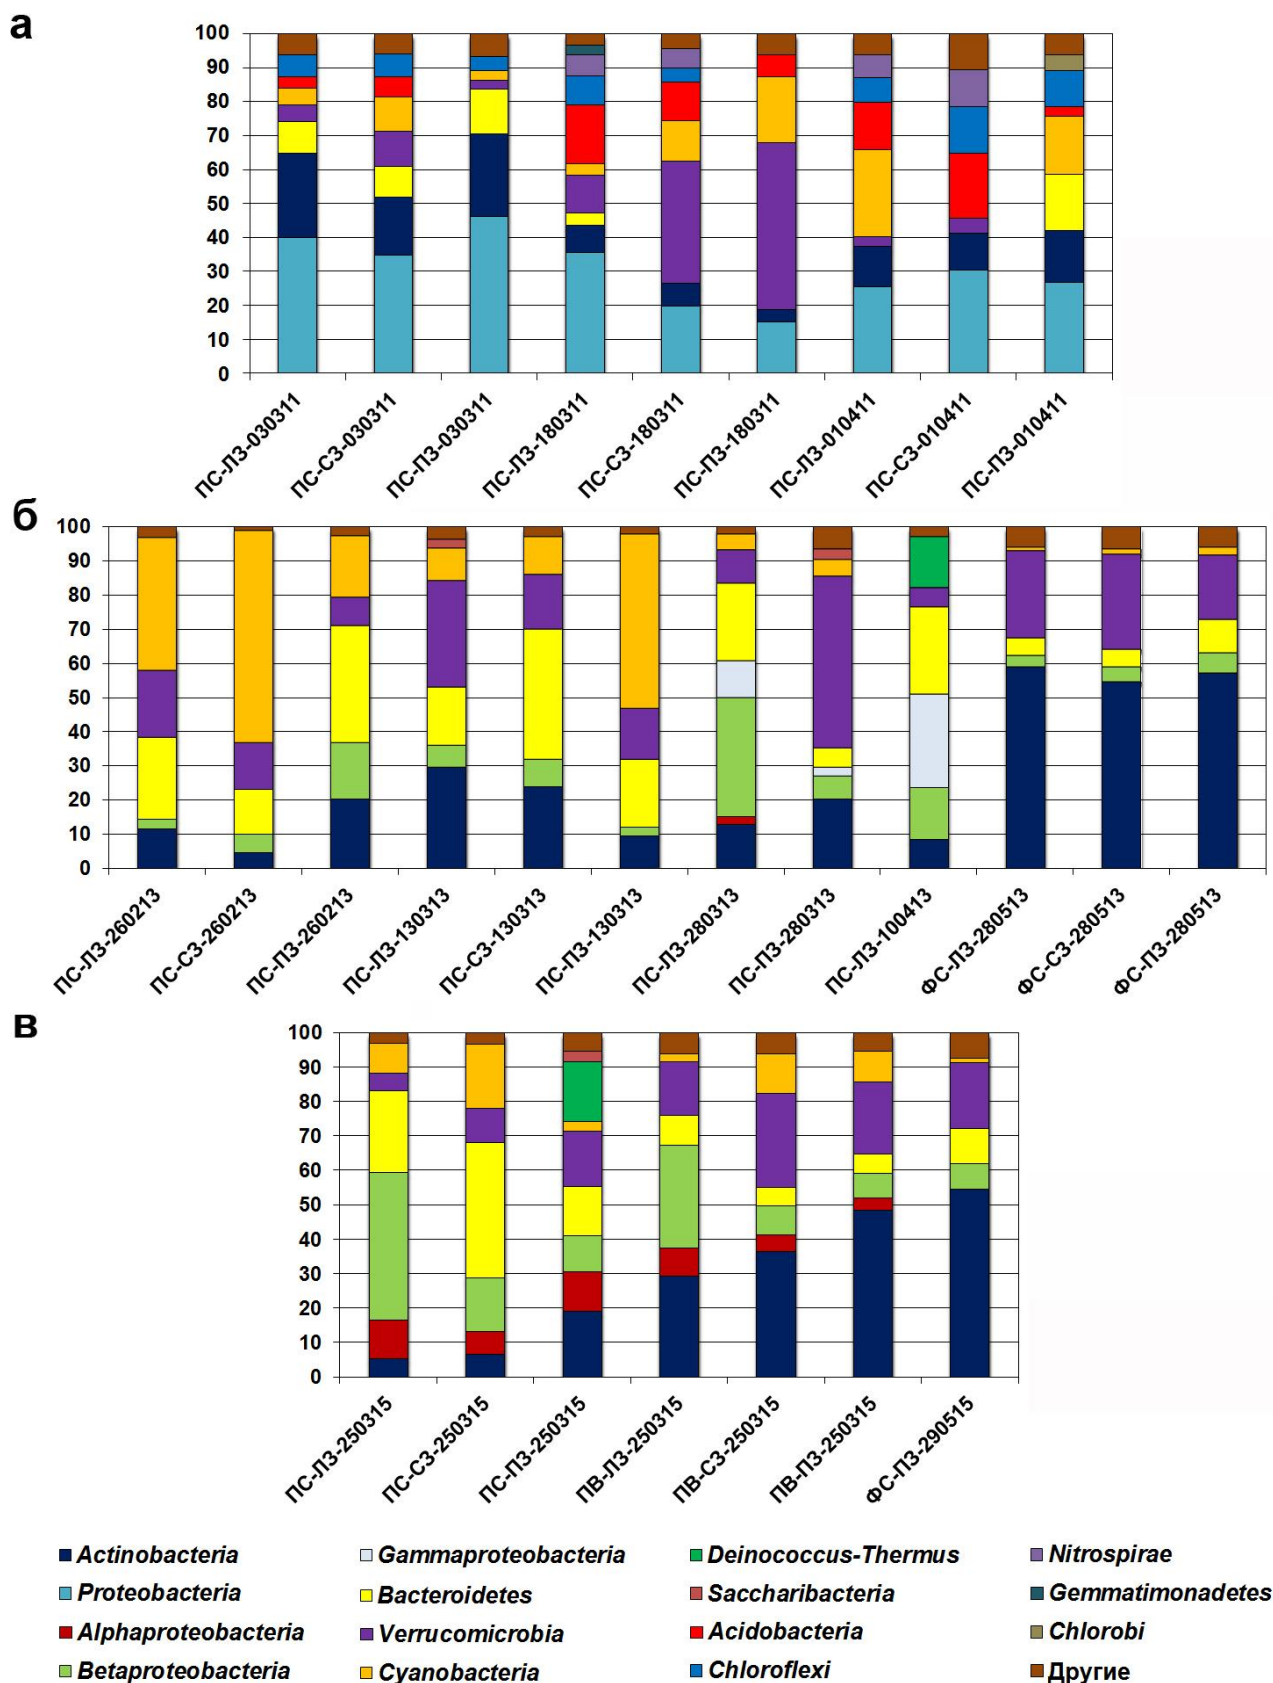 а
100
90
80
70
60
50
40
30
20
10
0
ПС-ЛЗ-030311
ПС-СЗ-030311
ПС-ПЗ-030311
ПС-ЛЗ-180311
ПС-СЗ-180311
ПС-ПЗ-180311
ПС-ЛЗ-010411
ПС-СЗ-010411
ПС-ПЗ-010411
б
100
90
80
70
60
50
40
30
20
10
0
ПС-ЛЗ-260213
ПС-СЗ-260213
ПС-ПЗ-260213
ПС-ЛЗ-130313
ПС-СЗ-130313
ПС-ПЗ-130313
ПС-ЛЗ-280313
ПС-ПЗ-280313
ПС-ЛЗ-100413
ФС-ЛЗ-280513
ФС-СЗ-280513
ФС-ПЗ-280513
в
100
90
80
70
60
50
40
30
20
10
0
ПС-ЛЗ-250315
ПС-СЗ-250315
ПС-ПЗ-250315
ПВ-ЛЗ-250315
ПВ-СЗ-250315
ПВ-ПЗ-250315
ФС-ПЗ-290515
Actinobacteria
Gammaproteobacteria
Deinococcus-Thermus
Nitrospirae
Proteobacteria
Bacteroidetes
Saccharibacteria
Gemmatimonadetes
Alphaproteobacteria
Verrucomicrobia
Acidobacteria
Chlorobi
Betaproteobacteria
Cyanobacteria
Chloroflexi
Другие